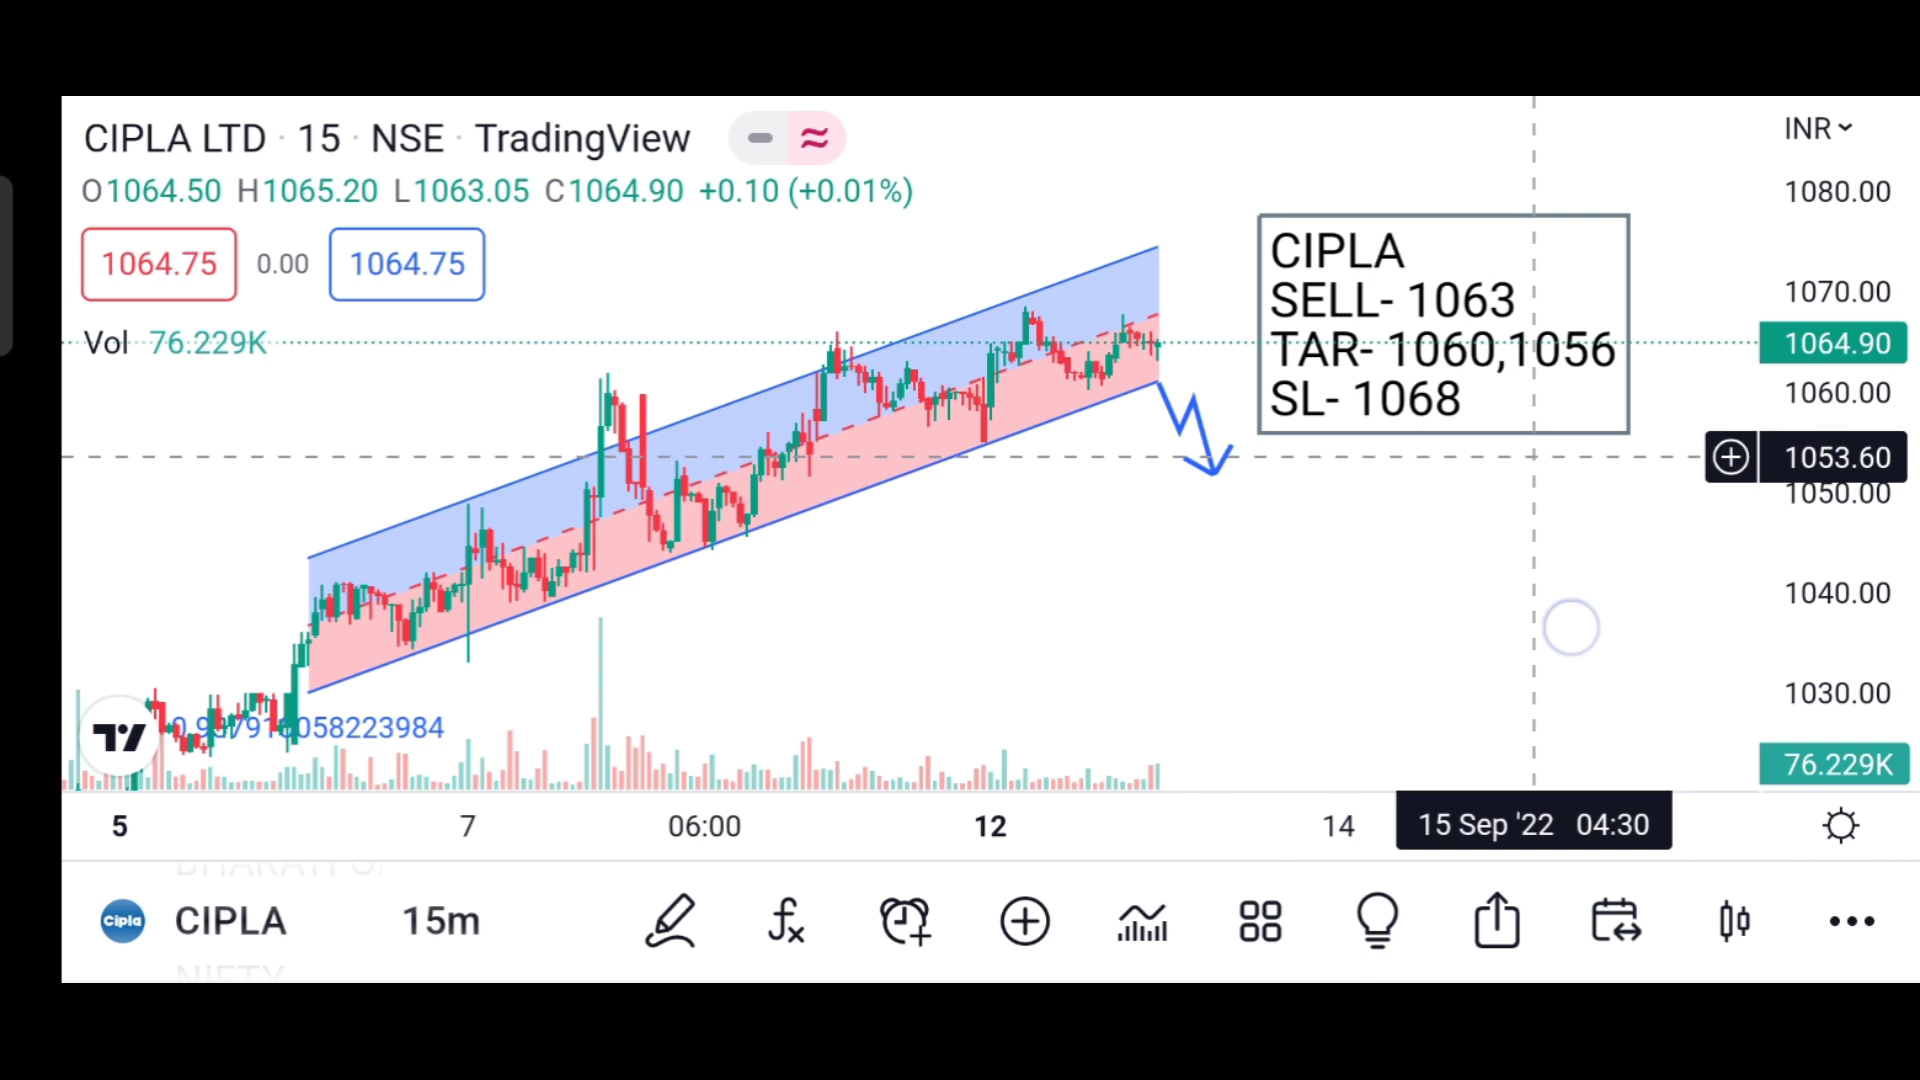 CIPLA LTD · 15 · NSE · TradingView
O1064.50 H1065.20 L1063.05 C1064.90 +0.10 (+0.01%)
1064.75 0.00 1064.75
Vol 76.229K
CIPLA
SELL- 1063
TAR- 1060,1056
SL- 1068
INR
1080.00
1070.00
1064.90
1060.00
1053.60
1050.00
1040.00
1030.00
76.229K
5 7 06:00 12 14 15 Sep '22 04:30
Cipla CIPLA 15m